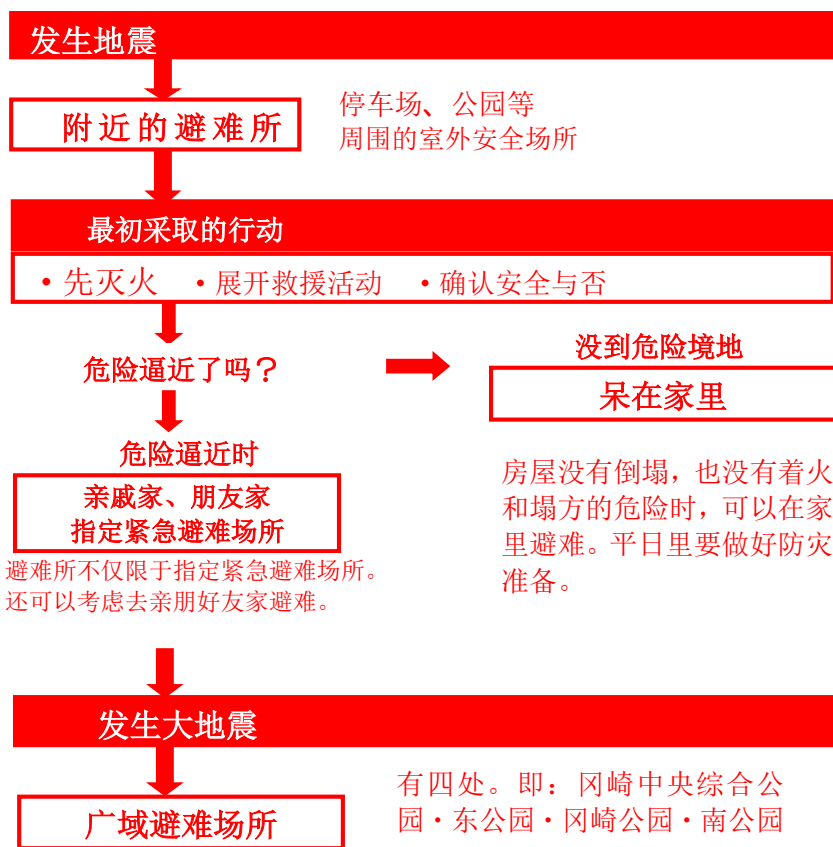 发生地震
附近的避难所
停车场、公园等
周围的室外安全场所
最初采取的行动
・先灭火 ・展开救援活动 ・确认安全与否
危险逼近了吗？
没到危险境地
呆在家里
危险逼近时
亲戚家、朋友家
指定紧急避难场所
避难所不仅限于指定紧急避难场所。
还可以考虑去亲朋好友家避难。
房屋没有倒塌，也没有着火
和塌方的危险时，可以在家
里避难。平日里要做好防灾
准备。
发生大地震
广域避难场所
有四处。即：冈崎中央综合公
园・东公园・冈崎公园・南公园